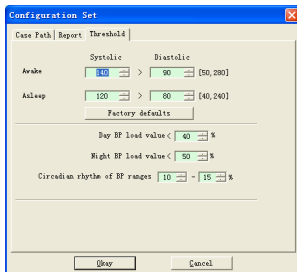 Configuration Set
Case Path Report Threshold
Systolic Diastolic
Awake 140 > 90 [50,280]
Asleep 120 > 80 [40,240]
Factory defaults
Day BP load value < 40 %
Night BP load value < 50 %
Circadian rhythm of BP ranges 10 - 15 %
Okay Cancel